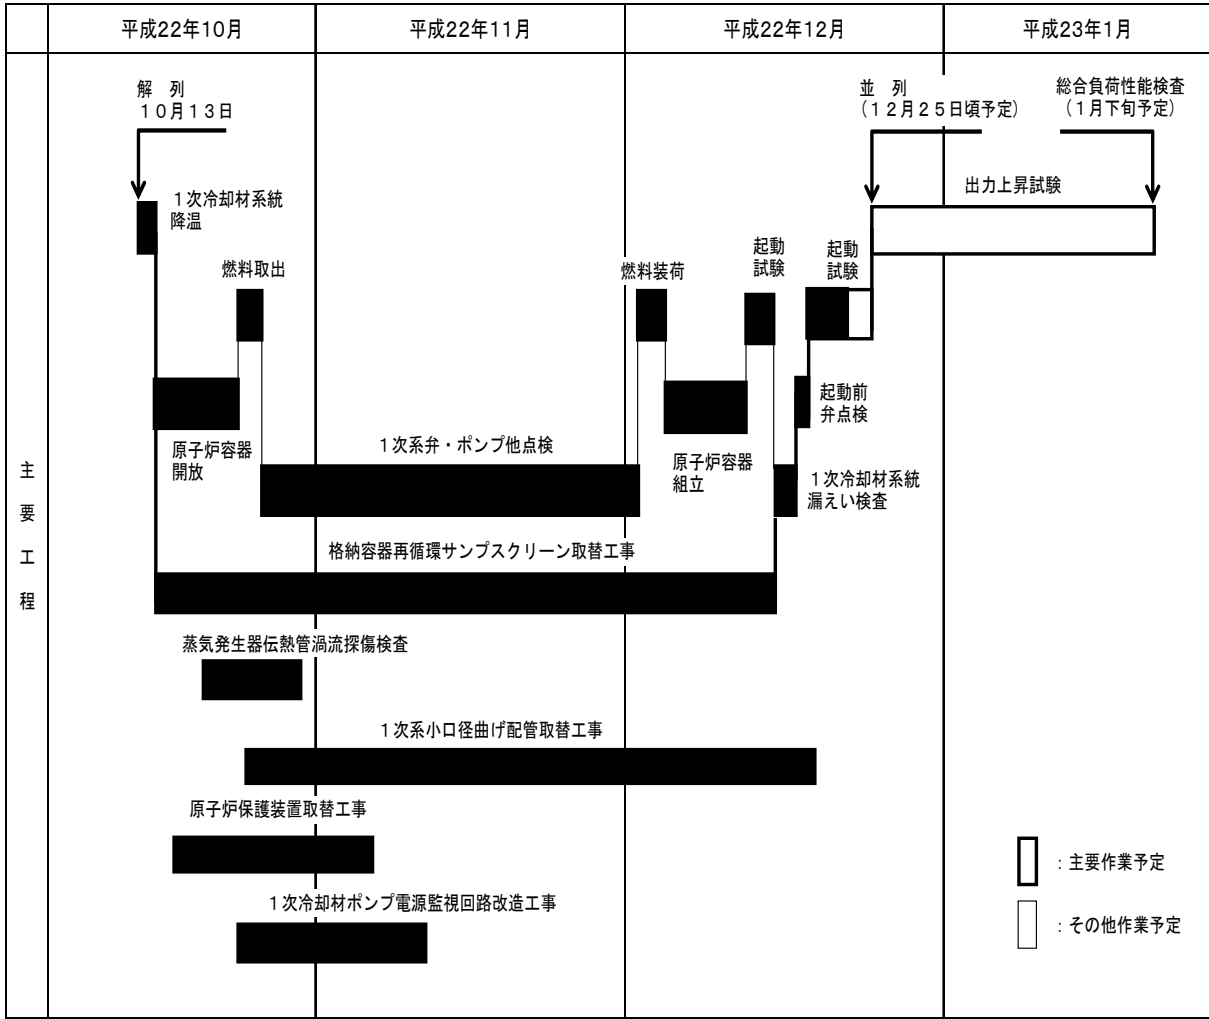 平成22年10月
平成22年11月
平成22年12月
平成23年1月
主要工程
解　列
１０月１３日
並　列
(１２月２５日頃予定)
総合負荷性能検査
(１月下旬予定)
１次冷却材系統
降温
出力上昇試験
燃料取出
燃料装荷
起動
試験
起動
試験
原子炉容器
開放
１次系弁・ポンプ他点検
原子炉容器
組立
起動前
弁点検
１次冷却材系統
漏えい検査
格納容器再循環サンプスクリーン取替工事
蒸気発生器伝熱管渦流探傷検査
１次系小口径曲げ配管取替工事
原子炉保護装置取替工事
１次冷却材ポンプ電源監視回路改造工事
：主要作業予定
：その他作業予定